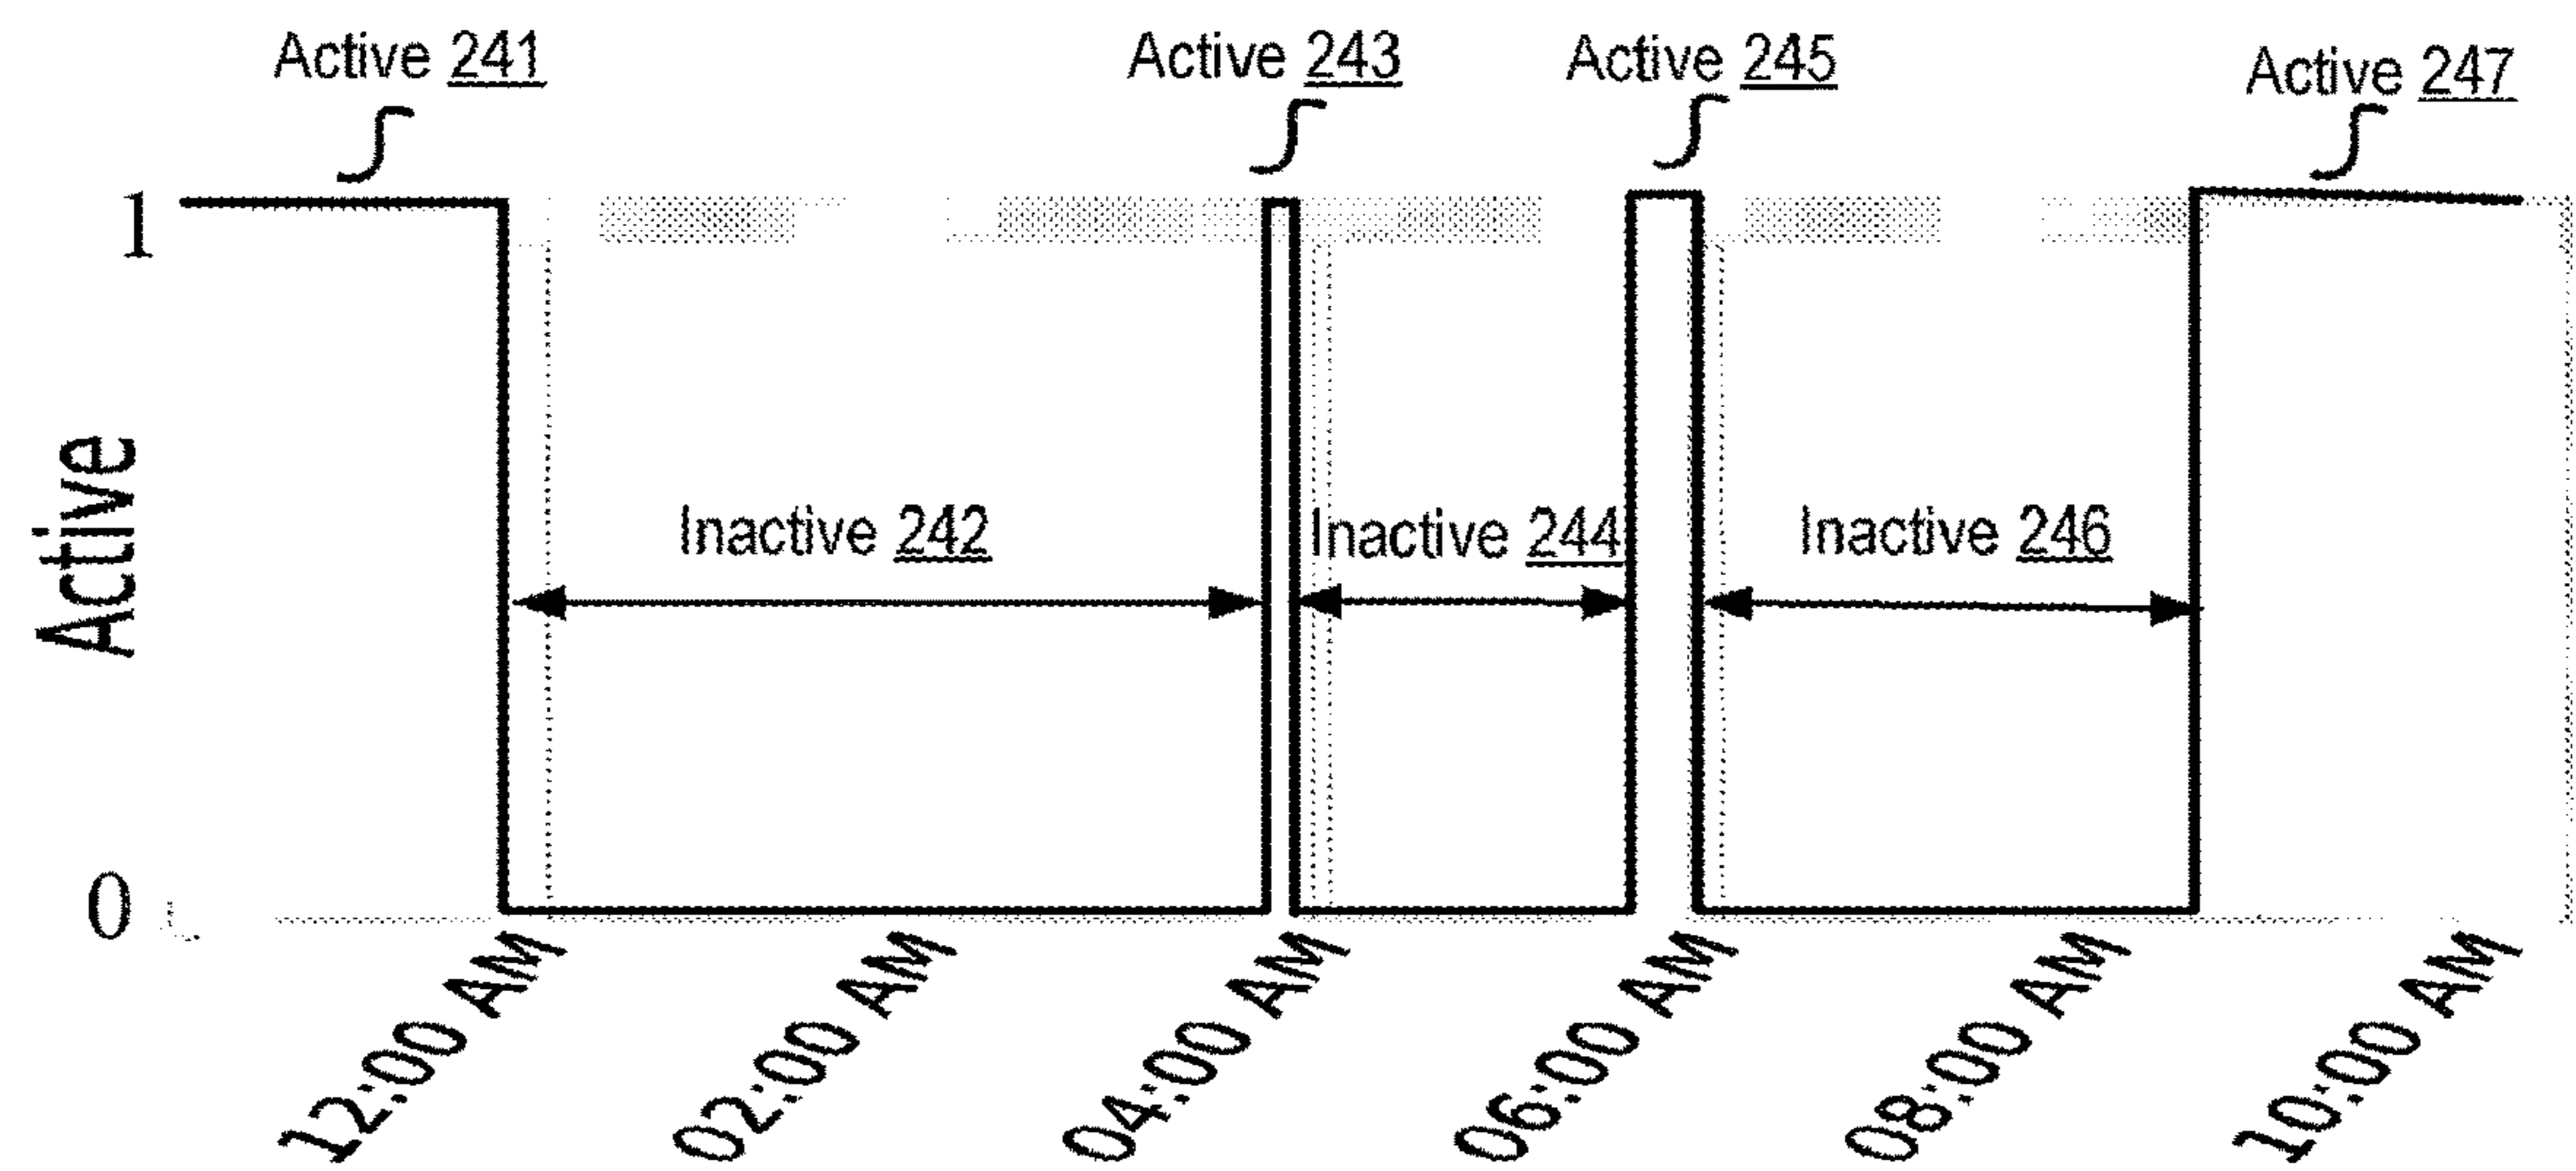 Active 241
Active 243
Active 245
Active 247
1
Active
Inactive 242
Inactive 244
Inactive 246
0
12:00 AM
02:00 AM
04:00 AM
06:00 AM
08:00 AM
10:00 AM